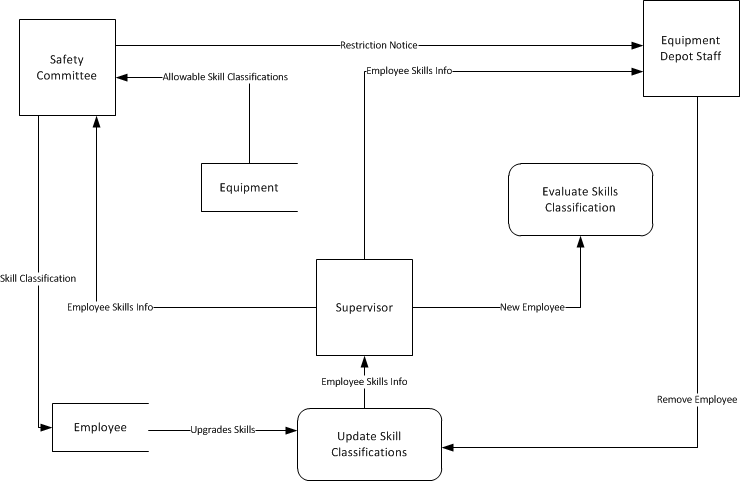 Safety
Committee
Restriction Notice
Equipment
Depot Staff
Employee Skills Info
Allowable Skill Classifications
Equipment
Evaluate Skills
Classification
Skill Classification
Employee Skills Info
Supervisor
New Employee
Employee Skills Info
Remove Employee
Employee
Upgrades Skills
Update Skill
Classifications